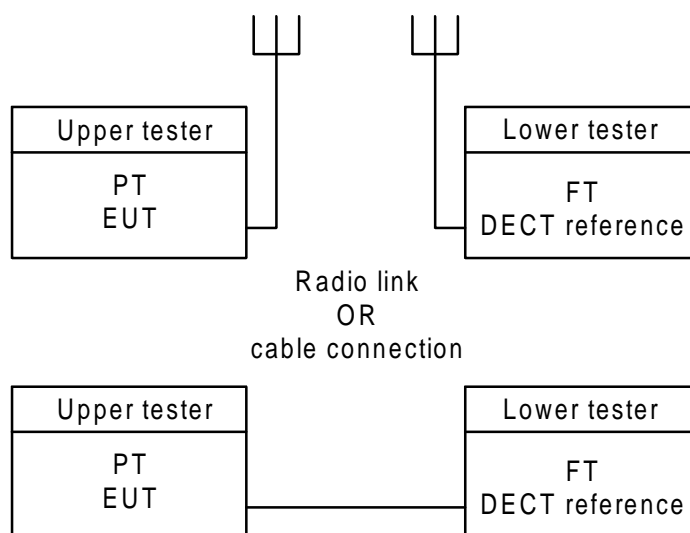 Upper tester
PT
EUT
Lower tester
FT
DECT reference
Radio link
OR
cable connection
Upper tester
PT
EUT
Lower tester
FT
DECT reference